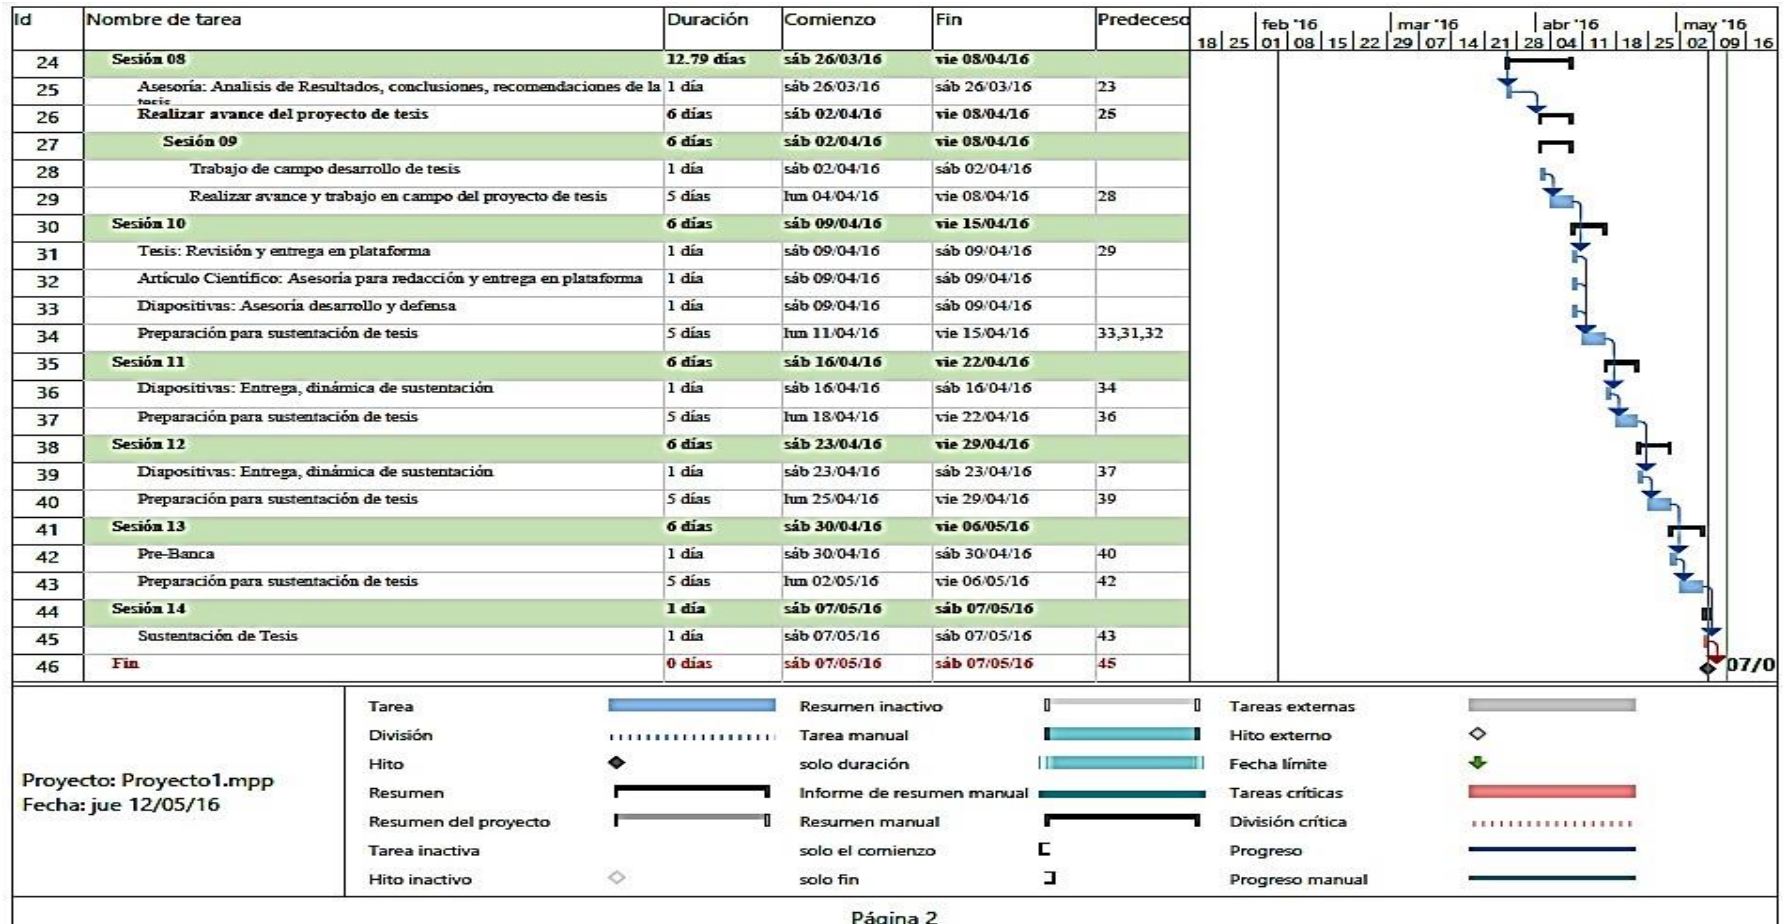 Id Nombre de tarea Duración Comienzo Fin Predeceso
feb '16 mar '16 abr '16 may '16
18 25 01 08 15 22 29 07 14 21 28 04 11 18 25 02 09 16
24 Sesión 08 12.79 días sáb 26/03/16 vie 08/04/16
25 Asesoría: Analisis de Resultados, conclusiones, recomendaciones de la tesis 1 día sáb 26/03/16 sáb 26/03/16 23
26 Realizar avance del proyecto de tesis 6 días sáb 02/04/16 vie 08/04/16 25
27 Sesión 09 6 días sáb 02/04/16 vie 08/04/16
28 Trabajo de campo desarrollo de tesis 1 día sáb 02/04/16 sáb 02/04/16
29 Realizar avance y trabajo en campo del proyecto de tesis 5 días lun 04/04/16 vie 08/04/16 28
30 Sesión 10 6 días sáb 09/04/16 vie 15/04/16
31 Tesis: Revisión y entrega en plataforma 1 día sáb 09/04/16 sáb 09/04/16 29
32 Artículo Científico: Asesoría para redacción y entrega en plataforma 1 día sáb 09/04/16 sáb 09/04/16
33 Diapositivas: Asesoría desarrollo y defensa 1 día sáb 09/04/16 sáb 09/04/16
34 Preparación para sustentación de tesis 5 días lun 11/04/16 vie 15/04/16 33,31,32
35 Sesión 11 6 días sáb 16/04/16 vie 22/04/16
36 Diapositivas: Entrega, dinámica de sustentación 1 día sáb 16/04/16 sáb 16/04/16 34
37 Preparación para sustentación de tesis 5 días lun 18/04/16 vie 22/04/16 36
38 Sesión 12 6 días sáb 23/04/16 vie 29/04/16
39 Diapositivas: Entrega, dinámica de sustentación 1 día sáb 23/04/16 sáb 23/04/16 37
40 Preparación para sustentación de tesis 5 días lun 25/04/16 vie 29/04/16 39
41 Sesión 13 6 días sáb 30/04/16 vie 06/05/16
42 Pre-Banca 1 día sáb 30/04/16 sáb 30/04/16 40
43 Preparación para sustentación de tesis 5 días lun 02/05/16 vie 06/05/16 42
44 Sesión 14 1 día sáb 07/05/16 sáb 07/05/16
45 Sustentación de Tesis 1 día sáb 07/05/16 sáb 07/05/16 43
46 Fin 0 días sáb 07/05/16 sáb 07/05/16 45 07/0
Proyecto: Proyecto1.mpp
Fecha: jue 12/05/16
Tarea Resumen inactivo Tareas externas
División Tarea manual Hito externo
Hito solo duración Fecha límite
Resumen Informe de resumen manual Tareas críticas
Resumen del proyecto Resumen manual División crítica
Tarea inactiva solo el comienzo Progreso
Hito inactivo solo fin Progreso manual
Página 2